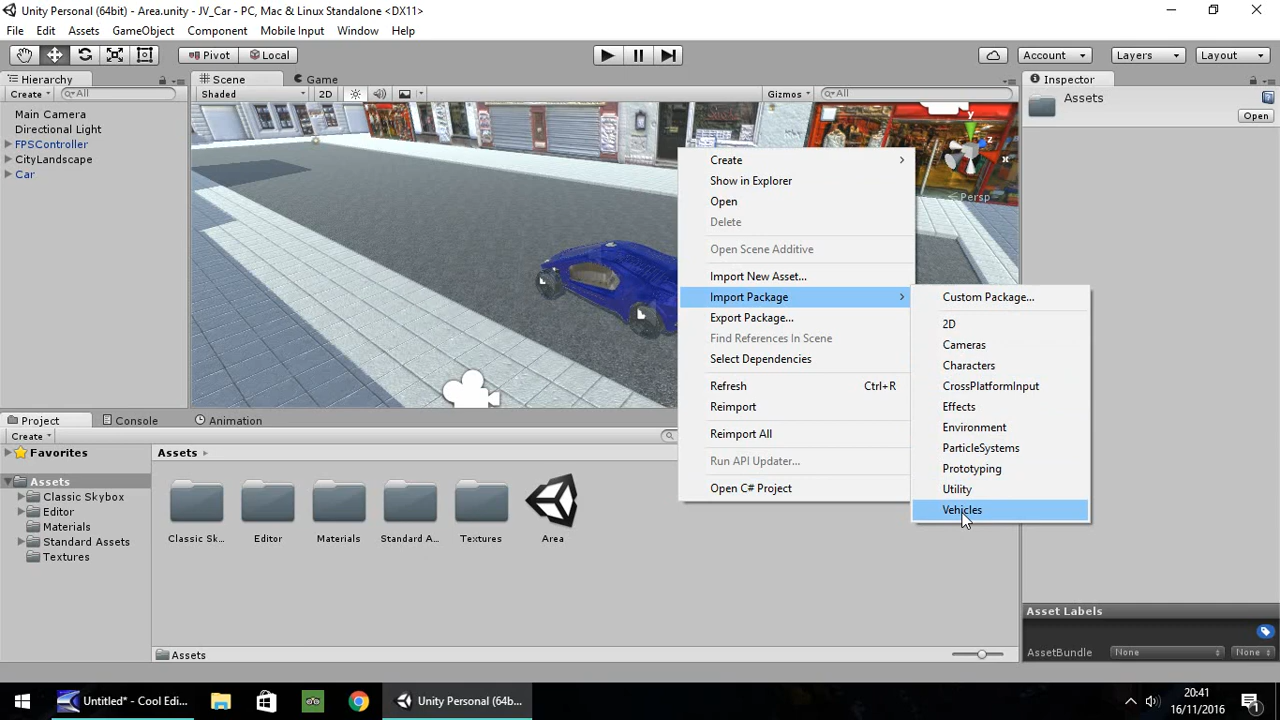 Unity Personal (64bit) - Area.unity - JV_Car - PC, Mac & Linux Standalone <DX11>
File Edit Assets GameObject Component Mobile Input Window Help
Pivot Local Account Layers Layout
Hierarchy Scene Game Inspector
Create All Shaded 2D Gizmos All Assets
Open
Main Camera
Directional Light
FPSController
CityLandscape
Car
y
z
x
Persp
Create
Show in Explorer
Open
Delete
Open Scene Additive
Import New Asset...
Import Package
Export Package...
Find References In Scene
Select Dependencies
Refresh Ctrl+R
Reimport
Reimport All
Run API Updater...
Open C# Project
Custom Package...
2D
Cameras
Characters
CrossPlatformInput
Effects
Environment
ParticleSystems
Prototyping
Utility
Vehicles
Project Console Animation
Create
Favorites Assets
Assets
Classic Skybox
Editor
Materials
Standard Assets
Textures
Classic Sk... Editor Materials Standard A... Textures Area
Assets
Asset Labels
AssetBundle None None
Untitled* - Cool Edi... Unity Personal (64b...
20:41
16/11/2016
1